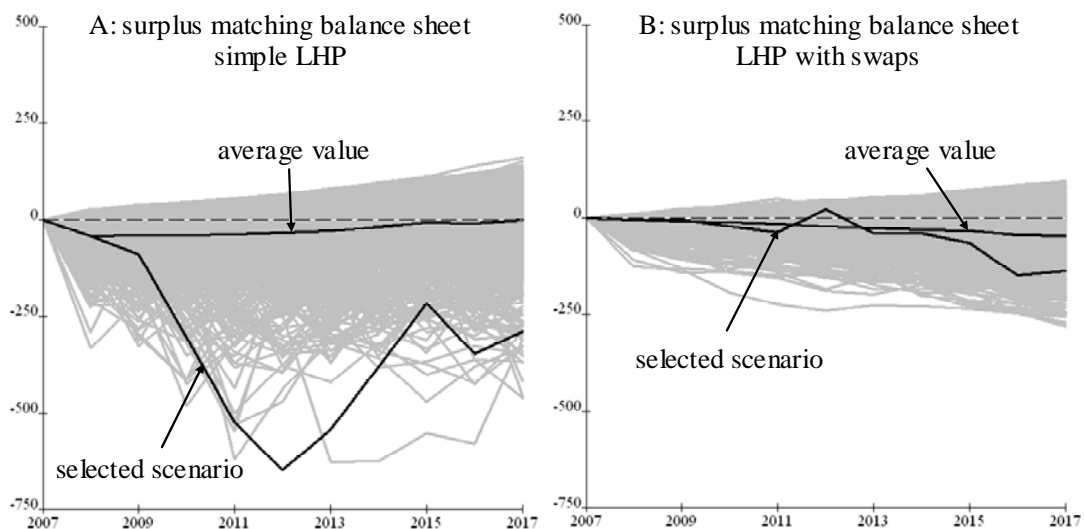 A: surplus matching balance sheet
simple LHP
500
250
0
-250
-500
-750
average value
selected scenario
2007 2009 2011 2013 2015 2017
B: surplus matching balance sheet
LHP with swaps
500
250
0
-250
-500
-750
average value
selected scenario
2007 2009 2011 2013 2015 2017